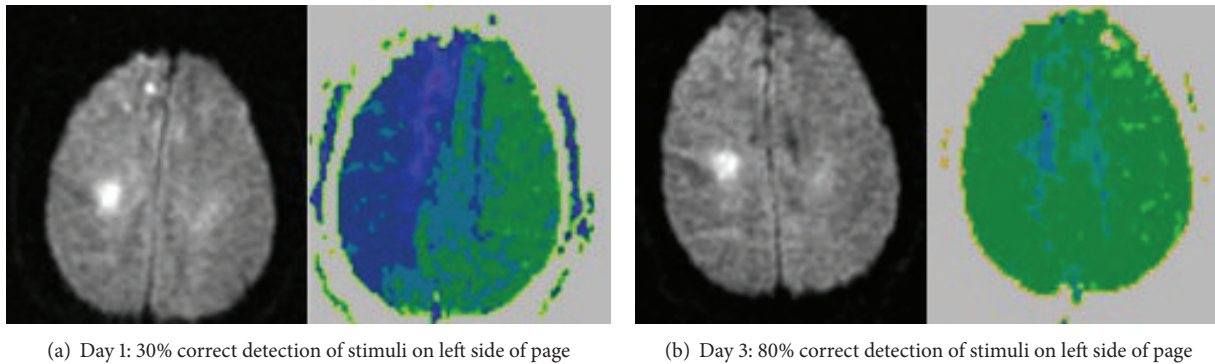 (a) Day 1: 30% correct detection of stimuli on left side of page
(b) Day 3: 80% correct detection of stimuli on left side of page